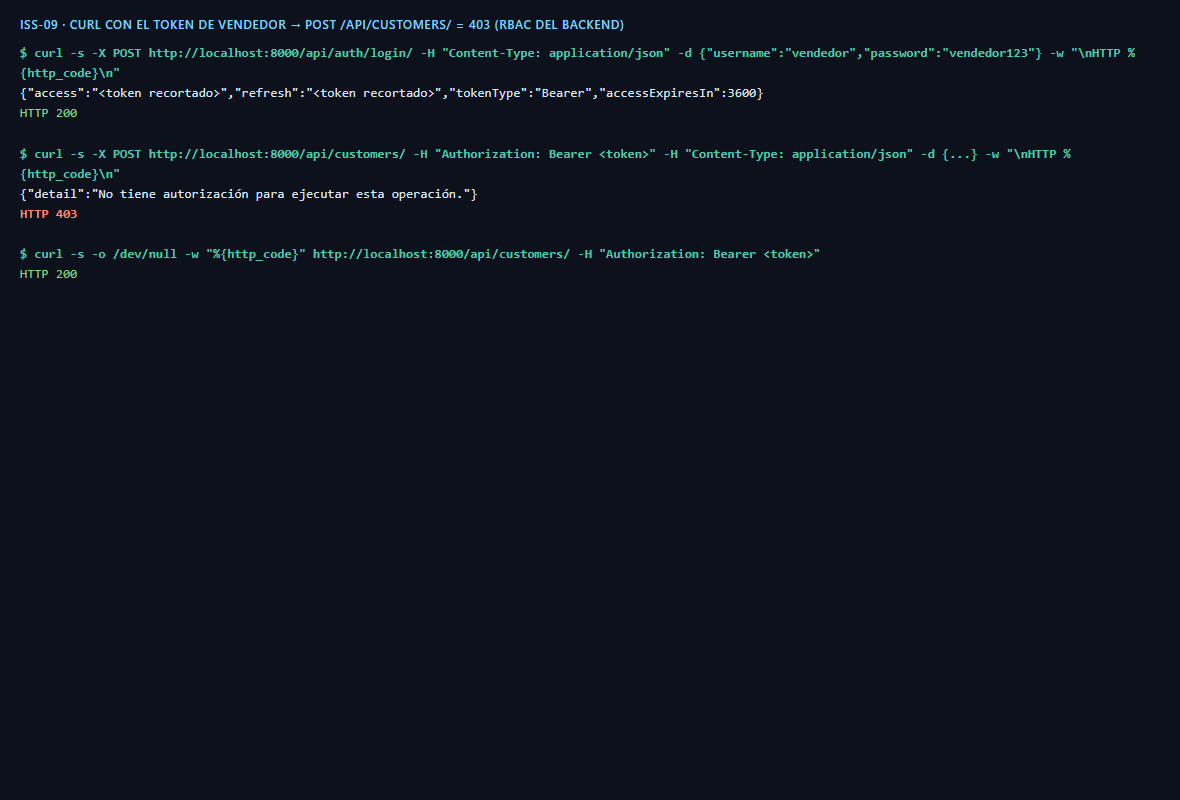 ISS-09 · CURL CON EL TOKEN DE VENDEDOR → POST /API/CUSTOMERS/ = 403 (RBAC DEL BACKEND)
$ curl -s -X POST http://localhost:8000/api/auth/login/ -H "Content-Type: application/json" -d {"username":"vendedor","password":"vendedor123"} -w "\nHTTP %
{http_code}\n"
{"access":"<token recortado>","refresh":"<token recortado>","tokenType":"Bearer","accessExpiresIn":3600}
HTTP 200
$ curl -s -X POST http://localhost:8000/api/customers/ -H "Authorization: Bearer <token>" -H "Content-Type: application/json" -d {...} -w "\nHTTP %
{http_code}\n"
{"detail":"No tiene autorización para ejecutar esta operación."}
HTTP 403
$ curl -s -o /dev/null -w "%{http_code}" http://localhost:8000/api/customers/ -H "Authorization: Bearer <token>"
HTTP 200